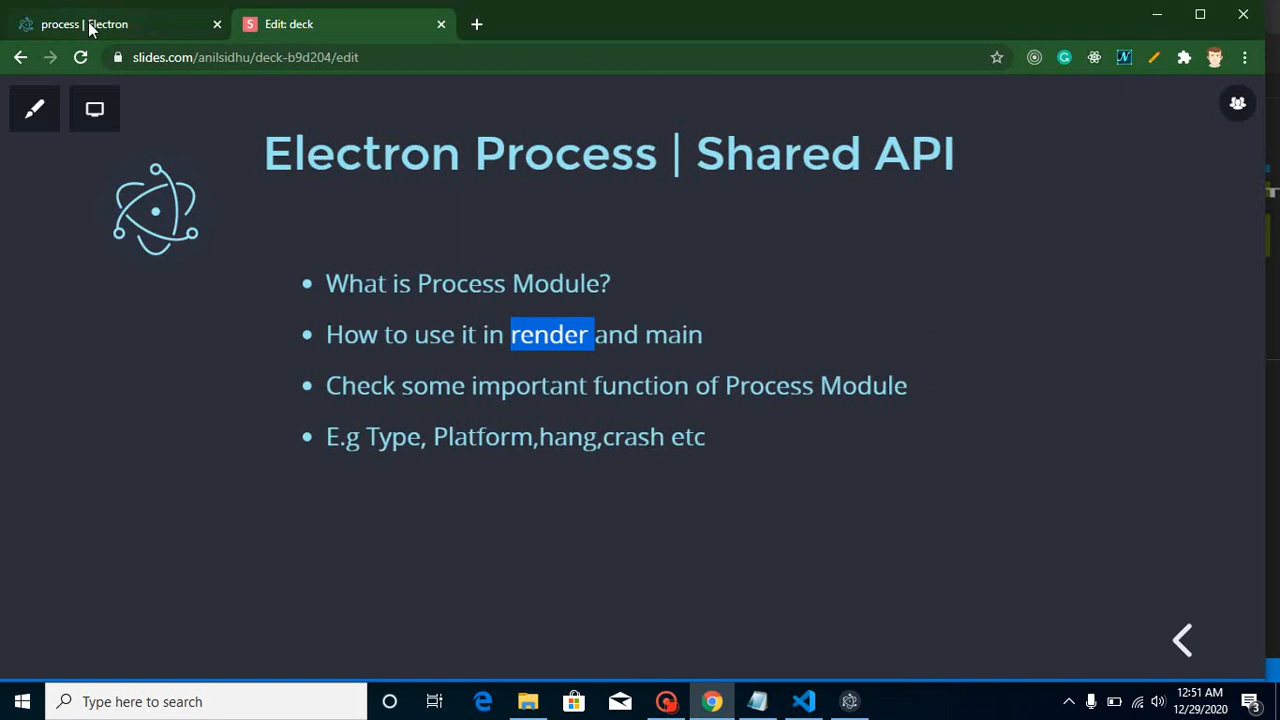 process | Electron
Edit: deck
slides.com/anilsidhu/deck-b9d204/edit
Electron Process | Shared API
What is Process Module?
How to use it in render and main
Check some important function of Process Module
E.g Type, Platform,hang,crash etc
Type here to search
12:51 AM
12/29/2020
3